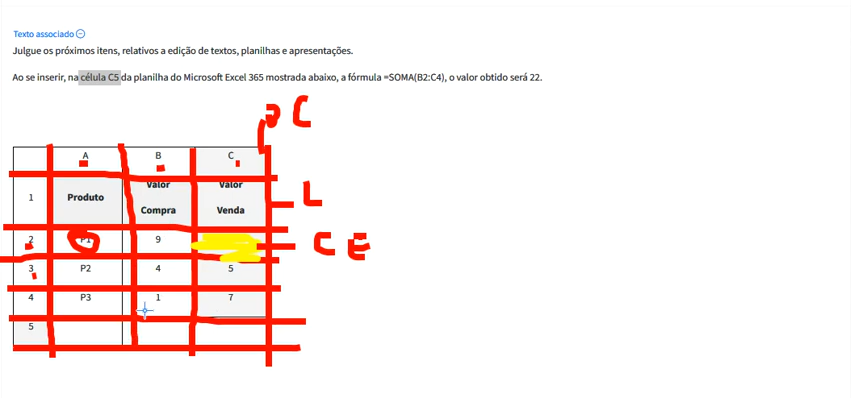 Texto associado
Julgue os próximos itens, relativos a edição de textos, planilhas e apresentações.
Ao se inserir, na célula C5 da planilha do Microsoft Excel 365 mostrada abaixo, a fórmula =SOMA(B2:C4), o valor obtido será 22.
C
A B C
L
1 Produto Valor Compra Valor Venda
2 P1 9
C E
3 P2 4 5
4 P3 1 7
5